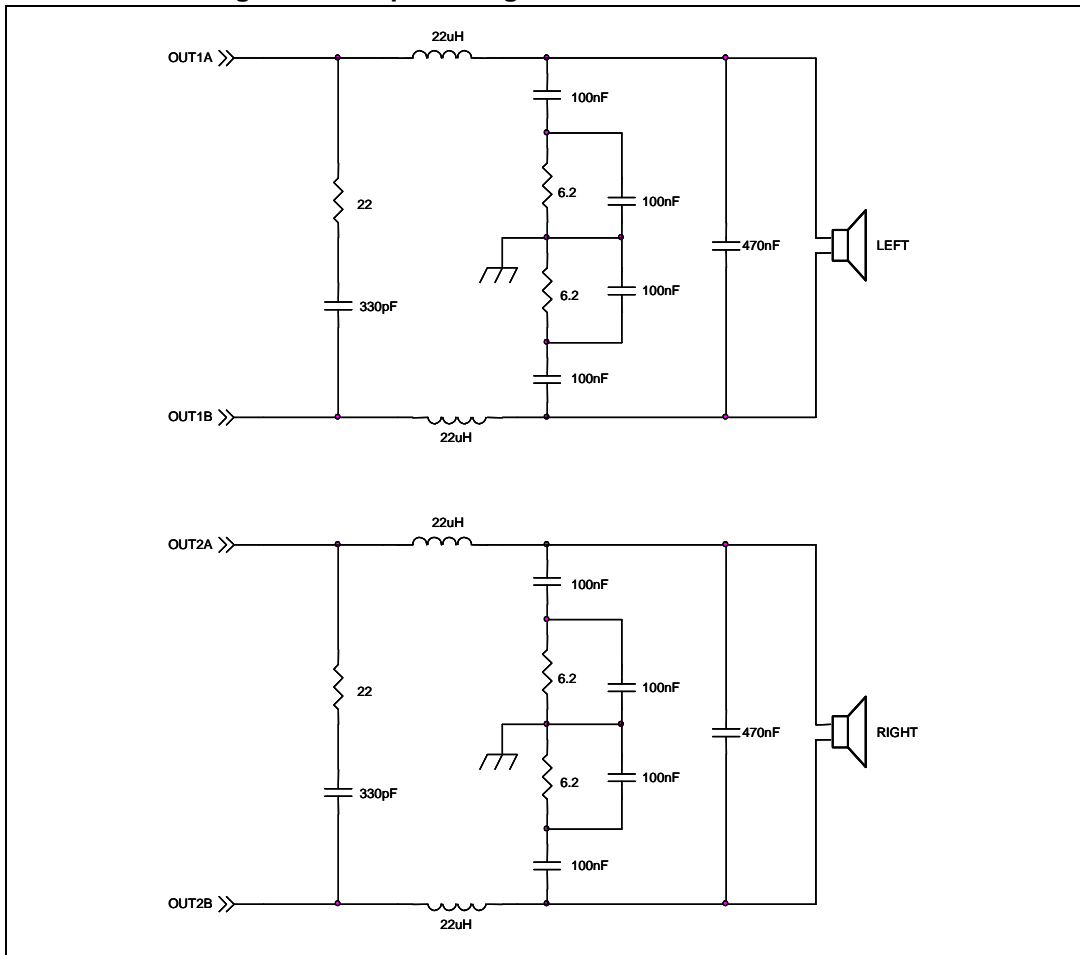 22uH
OUT1A
100nF
6.2
100nF
22
470nF
LEFT
6.2
100nF
330pF
100nF
OUT1B
22uH
22uH
OUT2A
100nF
6.2
100nF
22
470nF
RIGHT
6.2
100nF
330pF
100nF
OUT2B
22uH